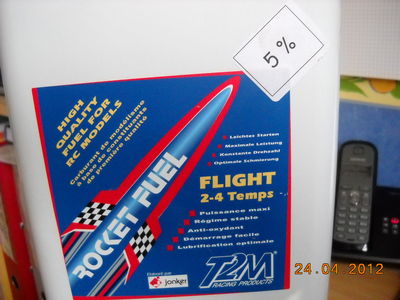 5%
HIGH
QUALITY
FUEL FOR
RC MODELS
Carburant de modélisme
à base de constituants
de première qualité
ROCKET FUEL
Leichtes Starten
Maximale Leistung
Konstante Drehzahl
Optimale Schmierung
FLIGHT
2-4 Temps
Puissance maxi
Régime stable
Anti-oxydant
Démarrage facile
Lubrification optimale
Elaboré par
jonker
T2M
RACING PRODUCTS
24.04.2012